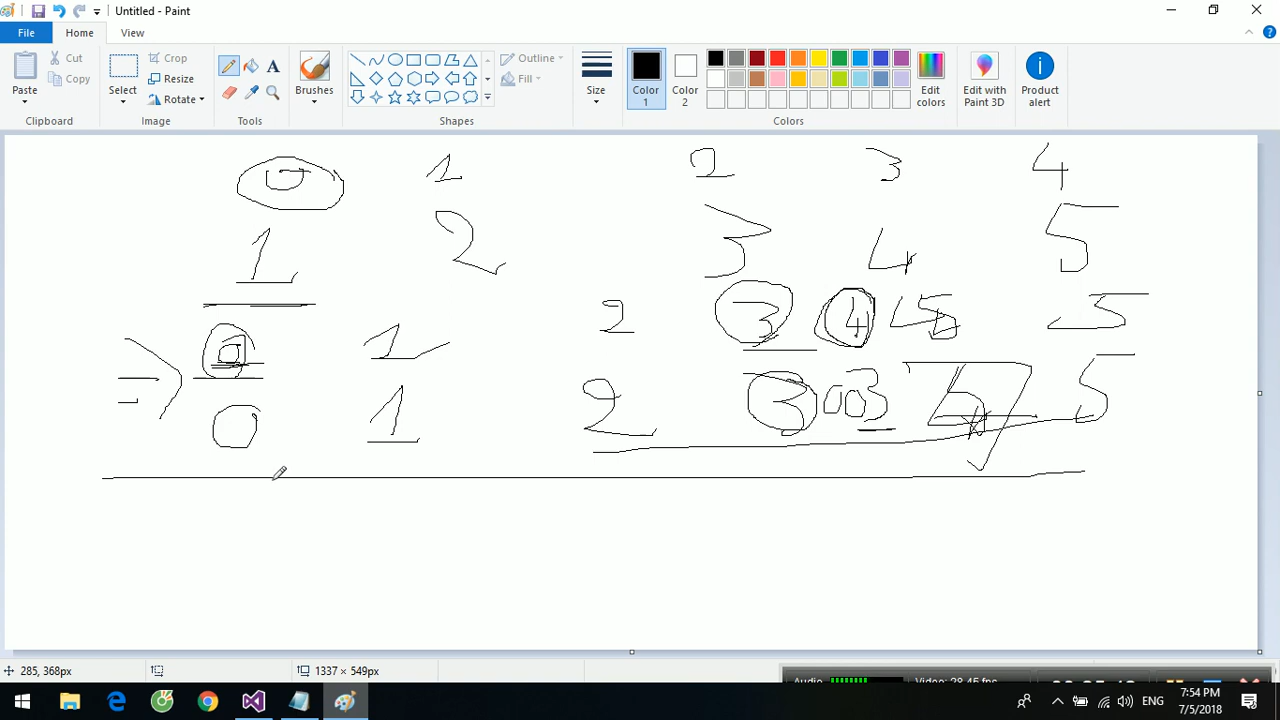 Untitled - Paint
File Home View
Paste Cut Copy Clipboard
Select Crop Resize Rotate Image
Tools
Brushes
Shapes Outline Fill
Size
Color 1 Color 2 Colors
Edit colors
Edit with Paint 3D
Product alert
0 1 2 3 4
1 2 3 4 5
0 1 2 3 4 5
0 1 2 3 3 5
285, 368px 1337 × 549px
ENG 7:54 PM
7/5/2018